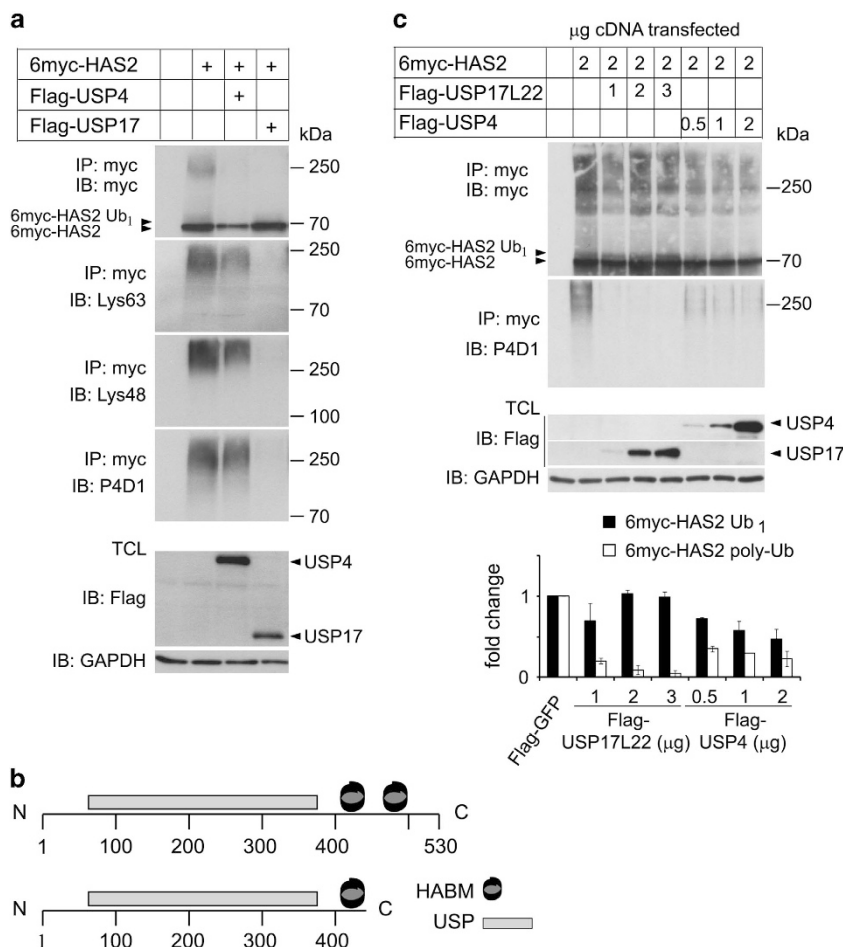 a
6myc-HAS2 + + +
Flag-USP4 +
Flag-USP17 +
kDa
IP: myc
IB: myc
250
6myc-HAS2 Ub1
6myc-HAS2
70
IP: myc
IB: Lys63
250
70
IP: myc
IB: Lys48
250
100
IP: myc
IB: P4D1
250
70
TCL
IB: Flag
USP4
USP17
IB: GAPDH
c
µg cDNA transfected
6myc-HAS2 2 2 2 2 2 2 2
Flag-USP17L22 1 2 3
Flag-USP4 0.5 1 2
kDa
IP: myc
IB: myc
250
6myc-HAS2 Ub1
6myc-HAS2
70
IP: myc
IB: P4D1
250
TCL
IB: Flag
USP4
USP17
IB: GAPDH
6myc-HAS2 Ub 1
6myc-HAS2 poly-Ub
fold change
1
0
Flag-GFP
1 2 3 0.5 1 2
Flag-
USP17L22 (µg)
Flag-
USP4 (µg)
b
N C
1 100 200 300 400 530
N C
1 100 200 300 400
HABM
USP